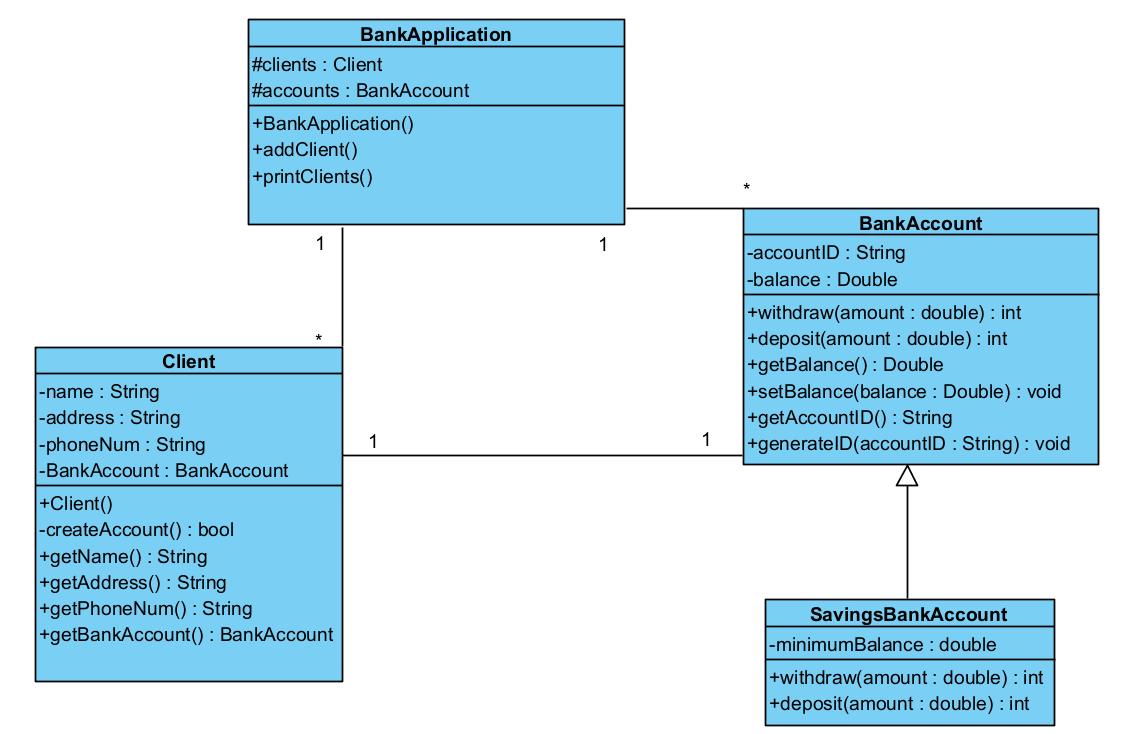 BankApplication
#clients : Client
#accounts : BankAccount
+BankApplication()
+addClient()
+printClients()
1
1
*
*
BankAccount
-accountID : String
-balance : Double
+withdraw(amount : double) : int
+deposit(amount : double) : int
+getBalance() : Double
+setBalance(balance : Double) : void
+getAccountID() : String
+generateID(accountID : String) : void
Client
-name : String
-address : String
-phoneNum : String
-BankAccount : BankAccount
+Client()
-createAccount() : bool
+getName() : String
+getAddress() : String
+getPhoneNum() : String
+getBankAccount() : BankAccount
1
1
SavingsBankAccount
-minimumBalance : double
+withdraw(amount : double) : int
+deposit(amount : double) : int